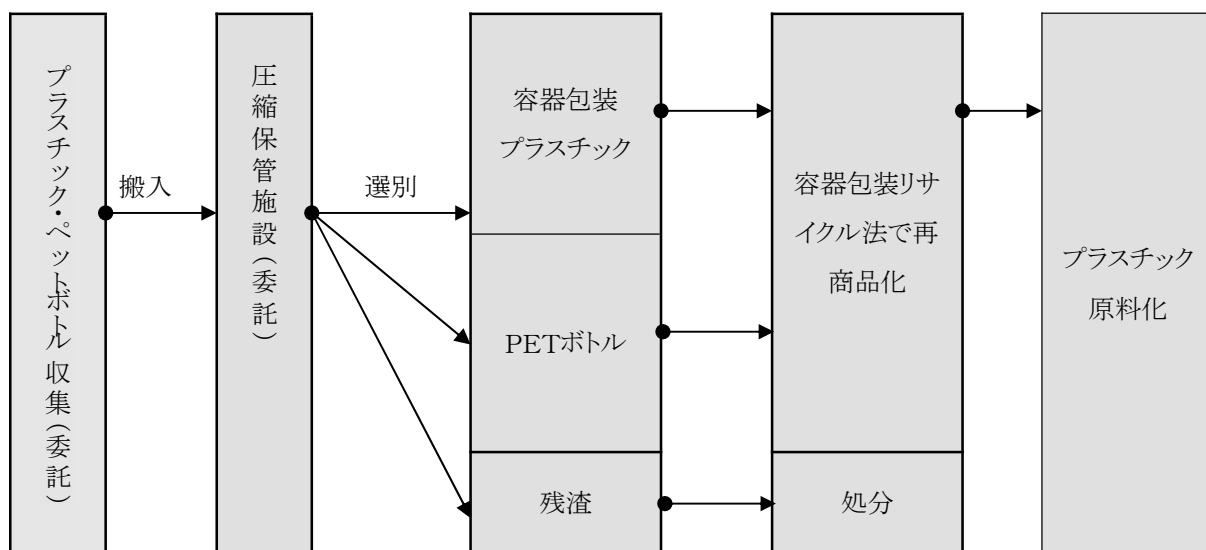 プラスチック・ペットボトル収集(委託)
搬入
圧縮保管施設(委託)
選別
容器包装
プラスチック
PETボトル
残渣
容器包装リサ
イクル法で再
商品化
処分
プラスチック
原料化